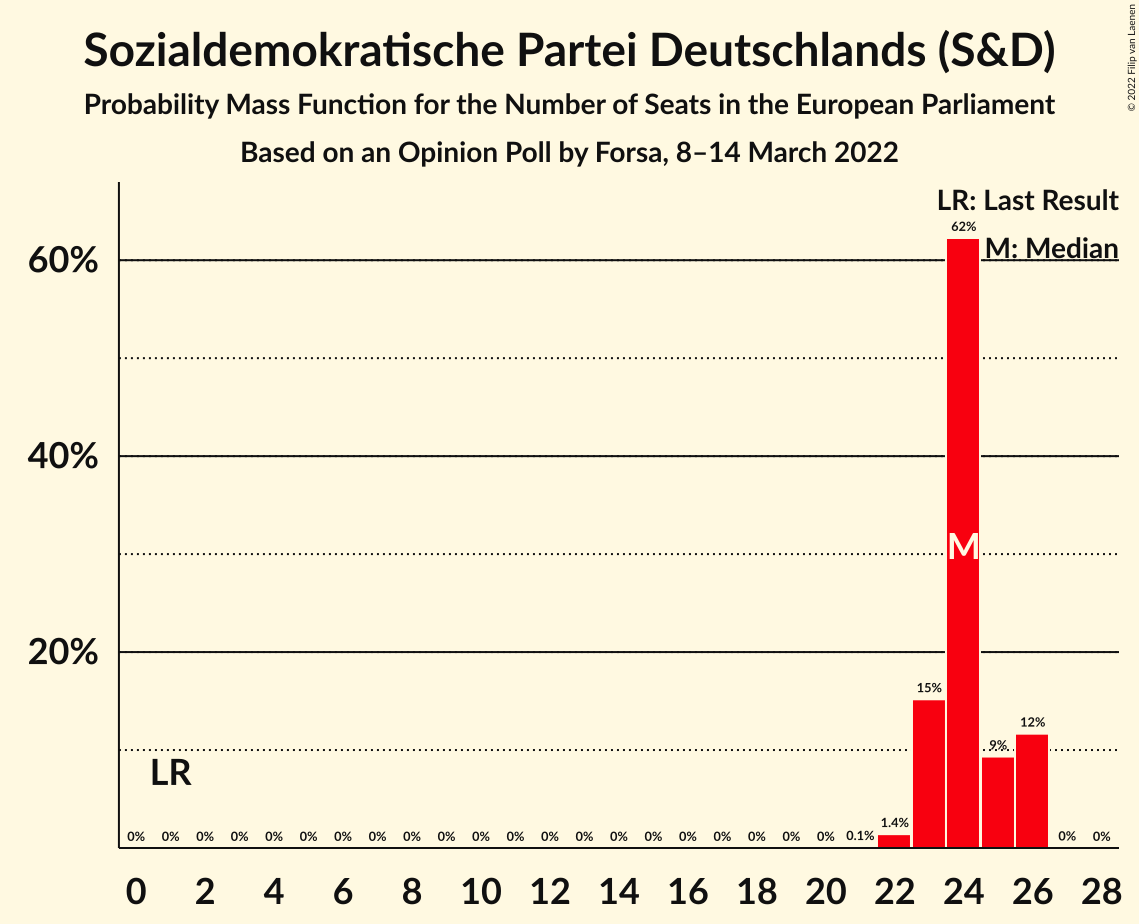 Sozialdemokratische Partei Deutschlands (S&D)
Probability Mass Function for the Number of Seats in the European Parliament
Based on an Opinion Poll by Forsa, 8–14 March 2022
© 2022 Filip van Laenen
LR: Last Result
M: Median
62%
60%
40%
M
20%
15%
12%
9%
LR
1.4%
0% 0% 0% 0% 0% 0% 0% 0% 0% 0% 0% 0% 0% 0% 0% 0% 0% 0% 0% 0% 0% 0.1% 0% 0%
0 2 4 6 8 10 12 14 16 18 20 22 24 26 28